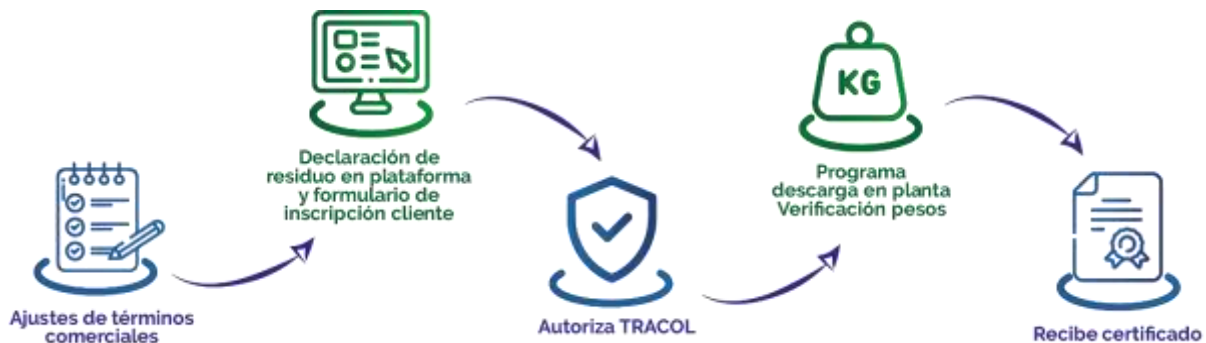 Ajustes de términos
comerciales
Declaración de
residuo en plataforma
y formulario de
inscripción cliente
Autoriza TRACOL
KG
Programa
descarga en planta
Verificación pesos
Recibe certificado